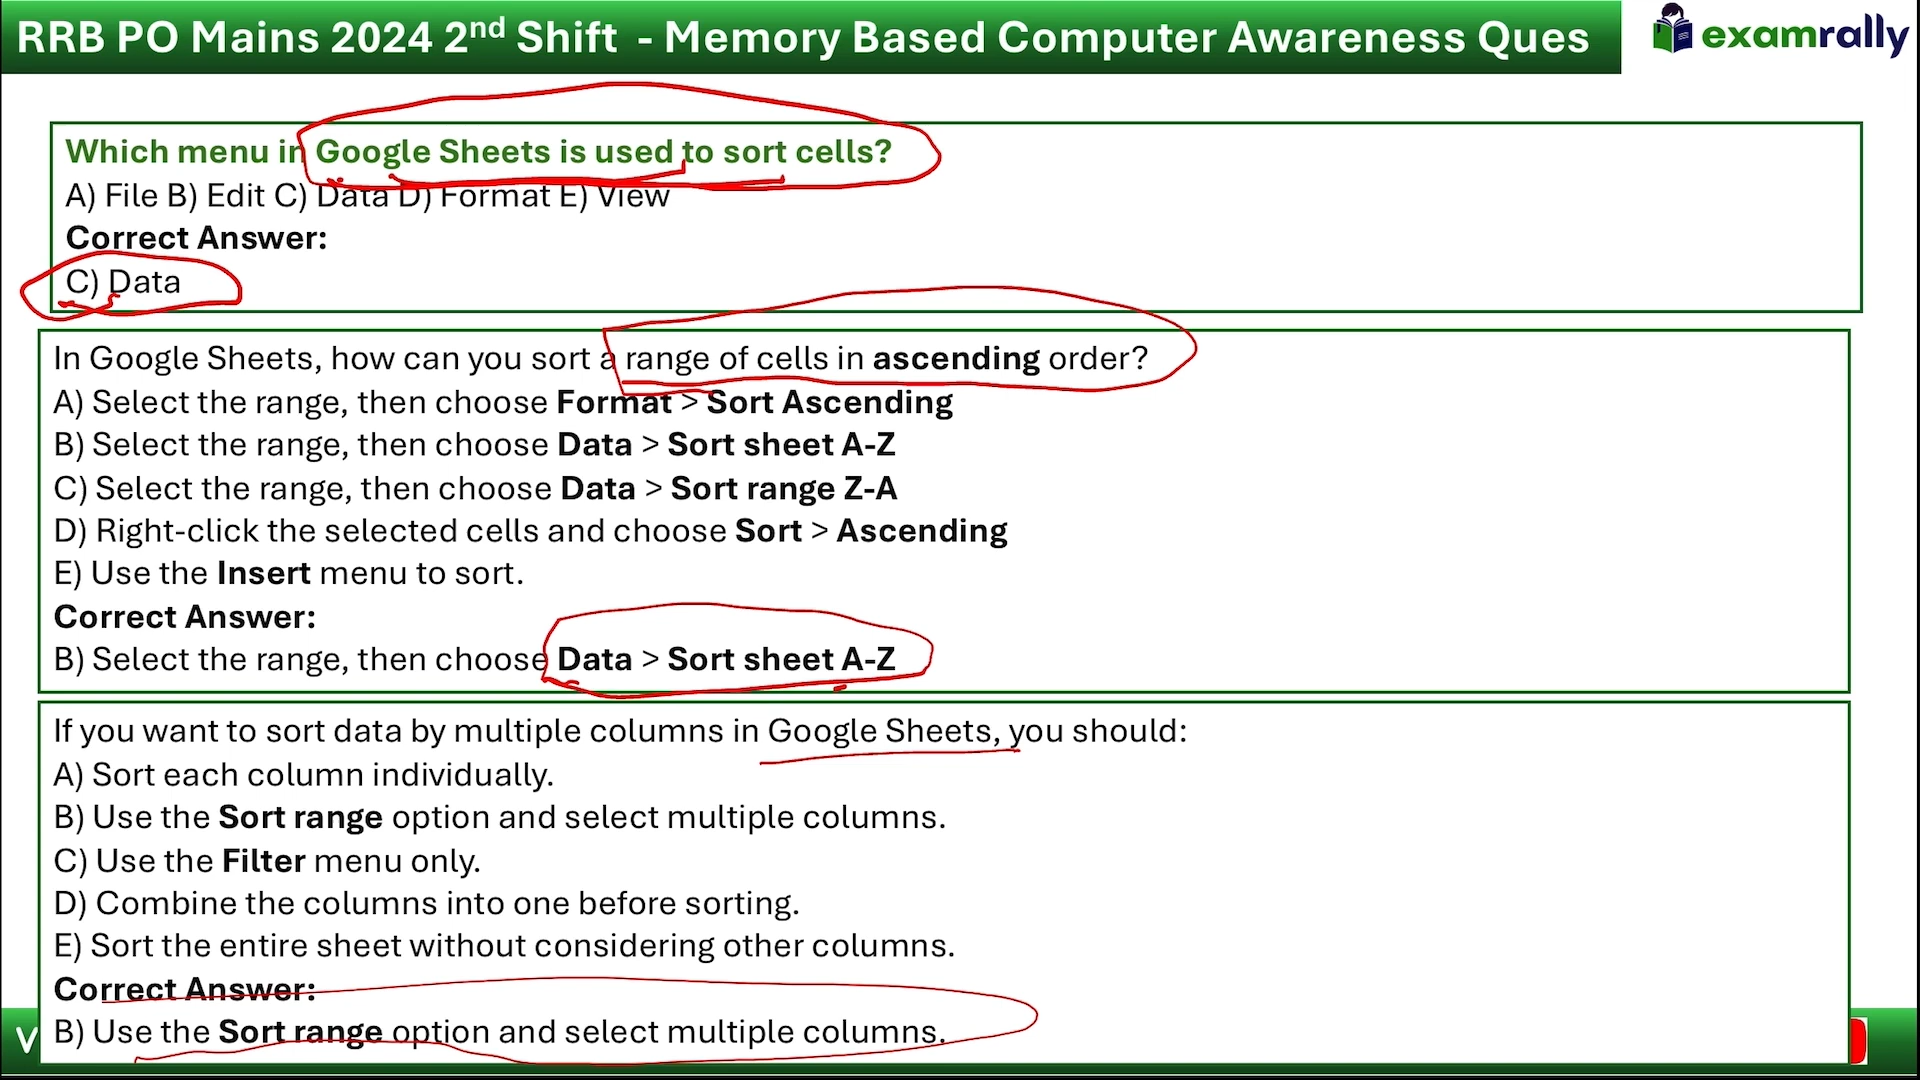 RRB PO Mains 2024 2nd Shift - Memory Based Computer Awareness Ques
examrally
Which menu in Google Sheets is used to sort cells?
A) File B) Edit C) Data D) Format E) View
Correct Answer:
C) Data
In Google Sheets, how can you sort a range of cells in ascending order?
A) Select the range, then choose Format > Sort Ascending
B) Select the range, then choose Data > Sort sheet A-Z
C) Select the range, then choose Data > Sort range Z-A
D) Right-click the selected cells and choose Sort > Ascending
E) Use the Insert menu to sort.
Correct Answer:
B) Select the range, then choose Data > Sort sheet A-Z
If you want to sort data by multiple columns in Google Sheets, you should:
A) Sort each column individually.
B) Use the Sort range option and select multiple columns.
C) Use the Filter menu only.
D) Combine the columns into one before sorting.
E) Sort the entire sheet without considering other columns.
Correct Answer:
B) Use the Sort range option and select multiple columns.